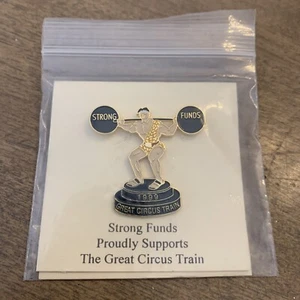 STRONG FUNDS
1999
GREAT CIRCUS TRAIN
Strong Funds
Proudly Supports
The Great Circus Train